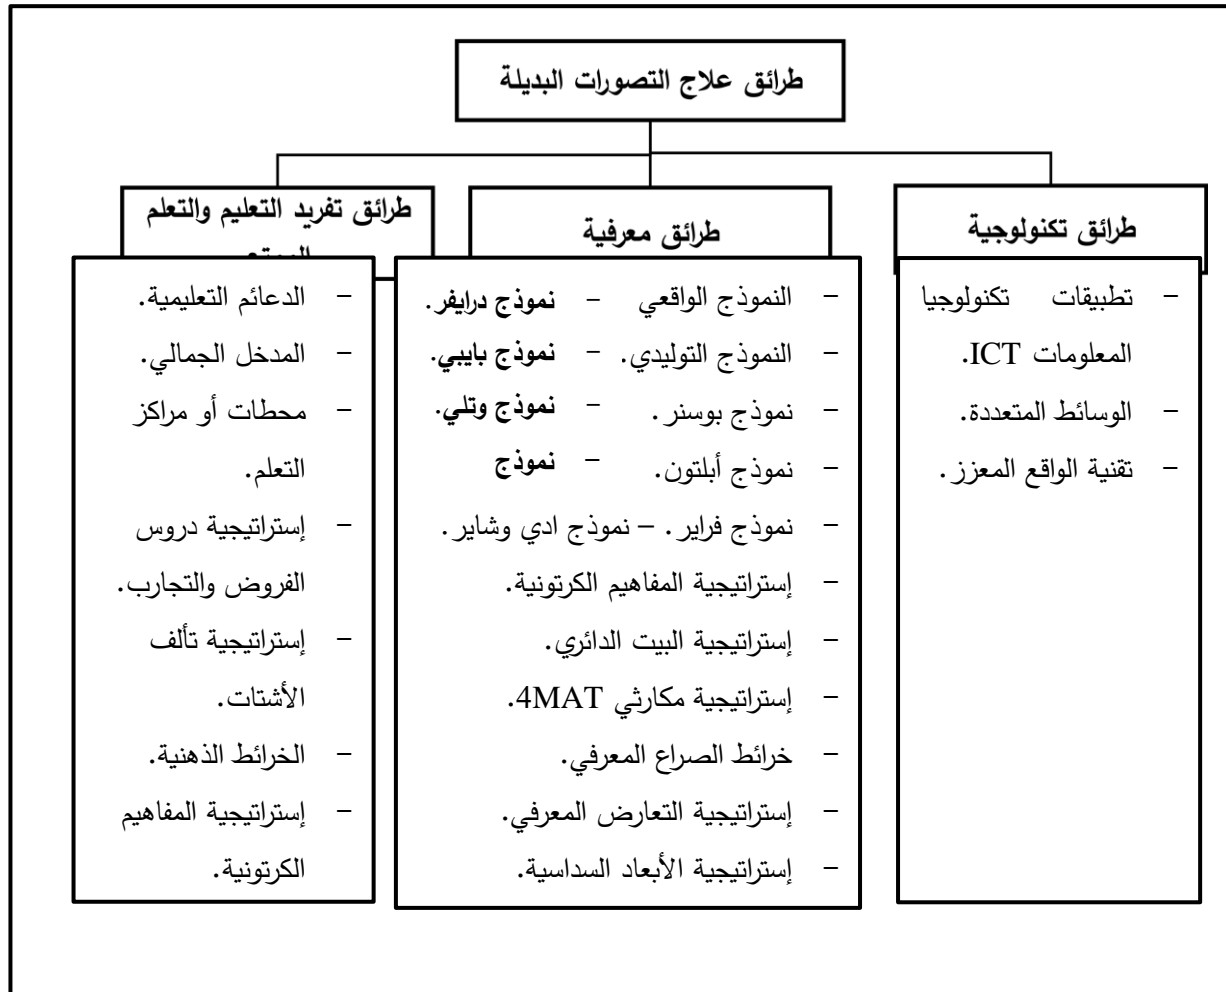 طرائق علاج التصورات البديلة
طرائق تكنولوجية
- تطبيقات تكنولوجيا
المعلومات ICT.
- الوسائط المتعددة.
- تقنية الواقع المعزز.
طرائق معرفية
- النموذج الواقعي - نموذج درايفر.
- النموذج التوليدي. - نموذج بايبي.
- نموذج بوسنر. - نموذج وتلي.
- نموذج أبلتون. - نموذج
- نموذج فراير. – نموذج ادي وشاير.
- إستراتيجية المفاهيم الكرتونية.
- إستراتيجية البيت الدائري.
- إستراتيجية مكارثي 4MAT.
- خرائط الصراع المعرفي.
- إستراتيجية التعارض المعرفي.
- إستراتيجية الأبعاد السداسية.
طرائق تفريد التعليم والتعلم
- الدعائم التعليمية.
- المدخل الجمالي.
- محطات أو مراكز
التعلم.
- إستراتيجية دروس
الفروض والتجارب.
- إستراتيجية تألف
الأشتات.
- الخرائط الذهنية.
- إستراتيجية المفاهيم
الكرتونية.